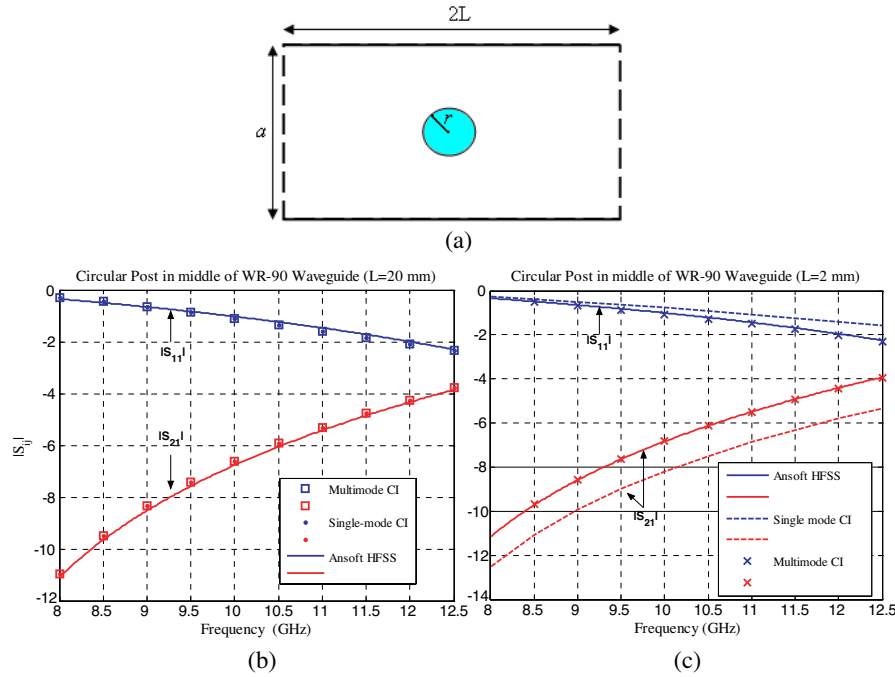 2L
a
r
(a)
Circular Post in middle of WR-90 Waveguide (L=20 mm)
0
-2
-4
-6
-8
-10
-12
|S_ij|
|S11|
|S21|
Multimode CI
Single-mode CI
Ansoft HFSS
8 8.5 9 9.5 10 10.5 11 11.5 12 12.5
Frequency (GHz)
(b)
Circular Post in middle of WR-90 Waveguide (L=2 mm)
0
-2
-4
-6
-8
-10
-12
-14
|S11|
|S21|
Ansoft HFSS
Single mode CI
Multimode CI
8 8.5 9 9.5 10 10.5 11 11.5 12 12.5
Frequency (GHz)
(c)